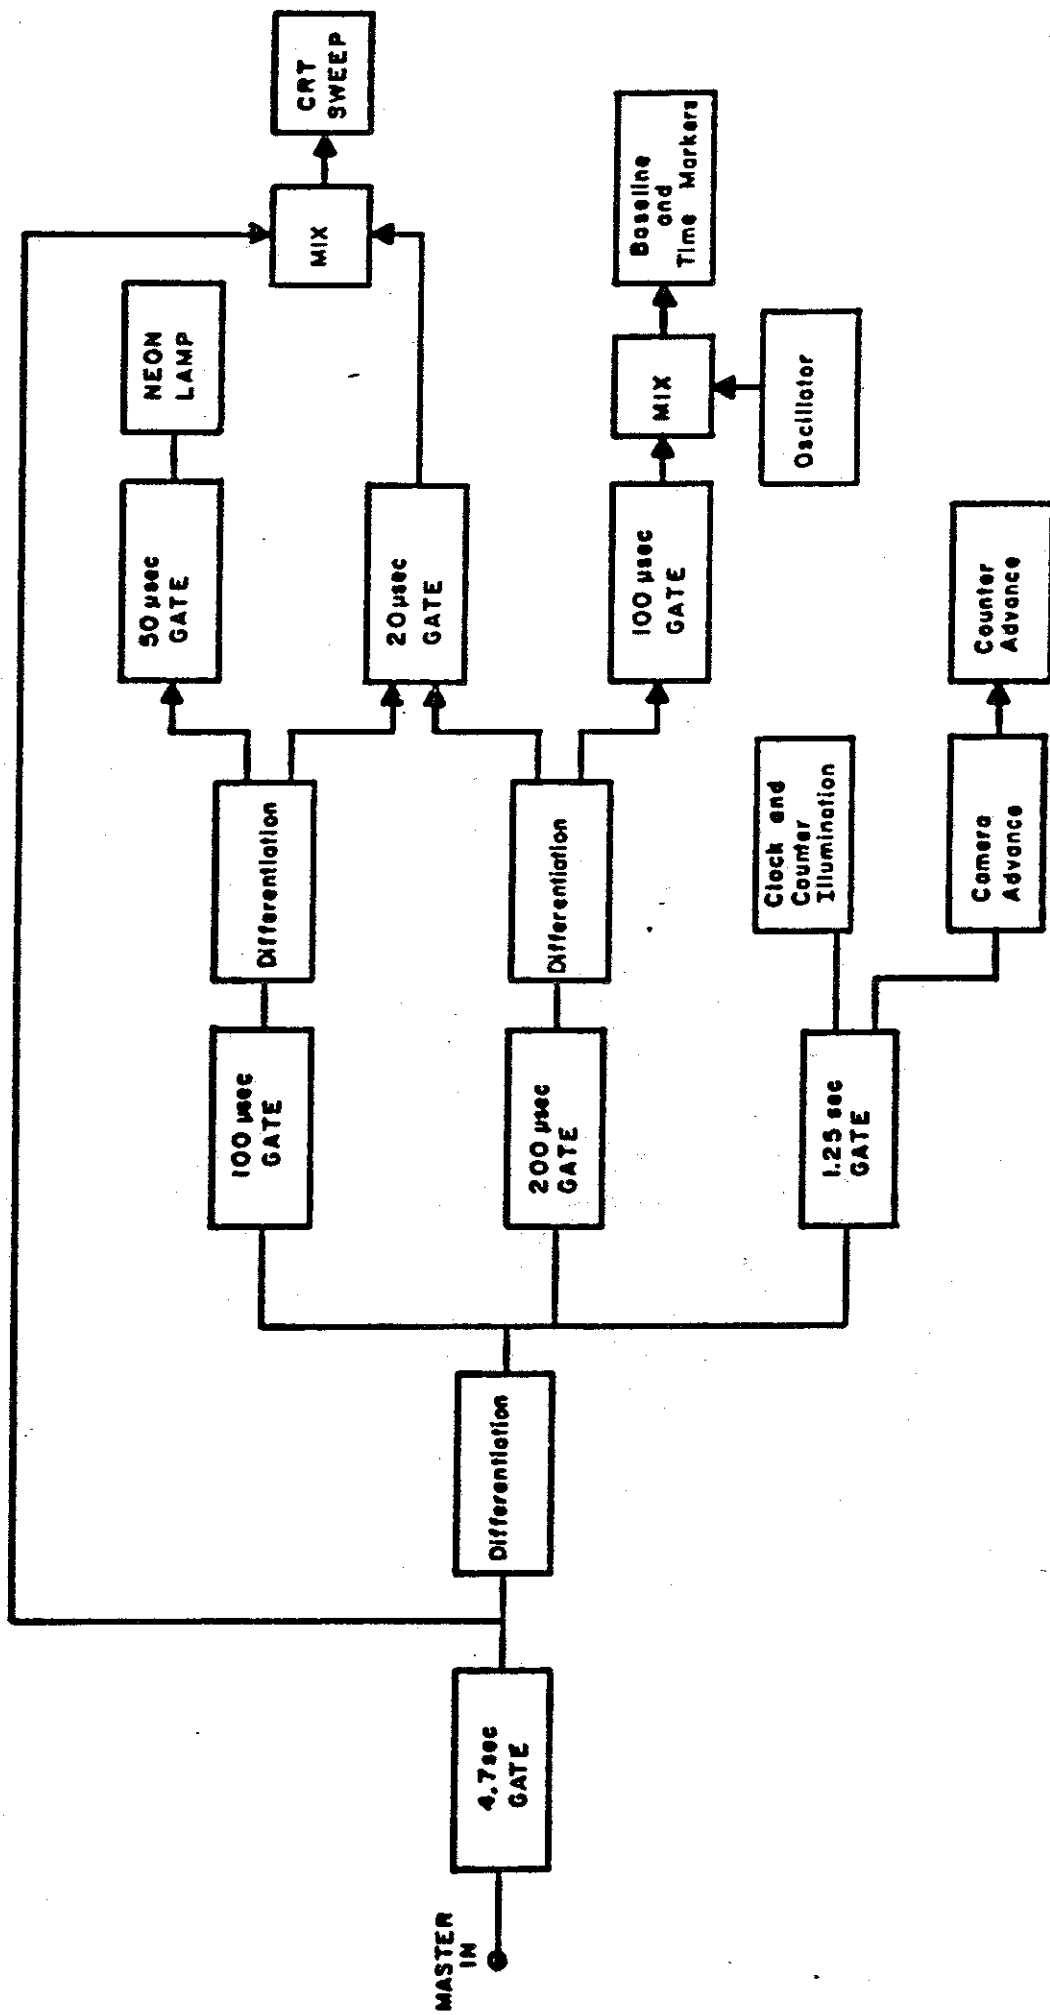 MASTER
IN
4.7sec
GATE
Differentiation
100 µsec
GATE
Differentiation
50 µsec
GATE
NEON
LAMP
20 µsec
GATE
MIX
CRT
SWEEP
200 µsec
GATE
Differentiation
100 µsec
GATE
MIX
Baseline
and
Time Markers
Oscillator
1.25 sec
GATE
Clock and
Counter
Illumination
Camera
Advance
Counter
Advance